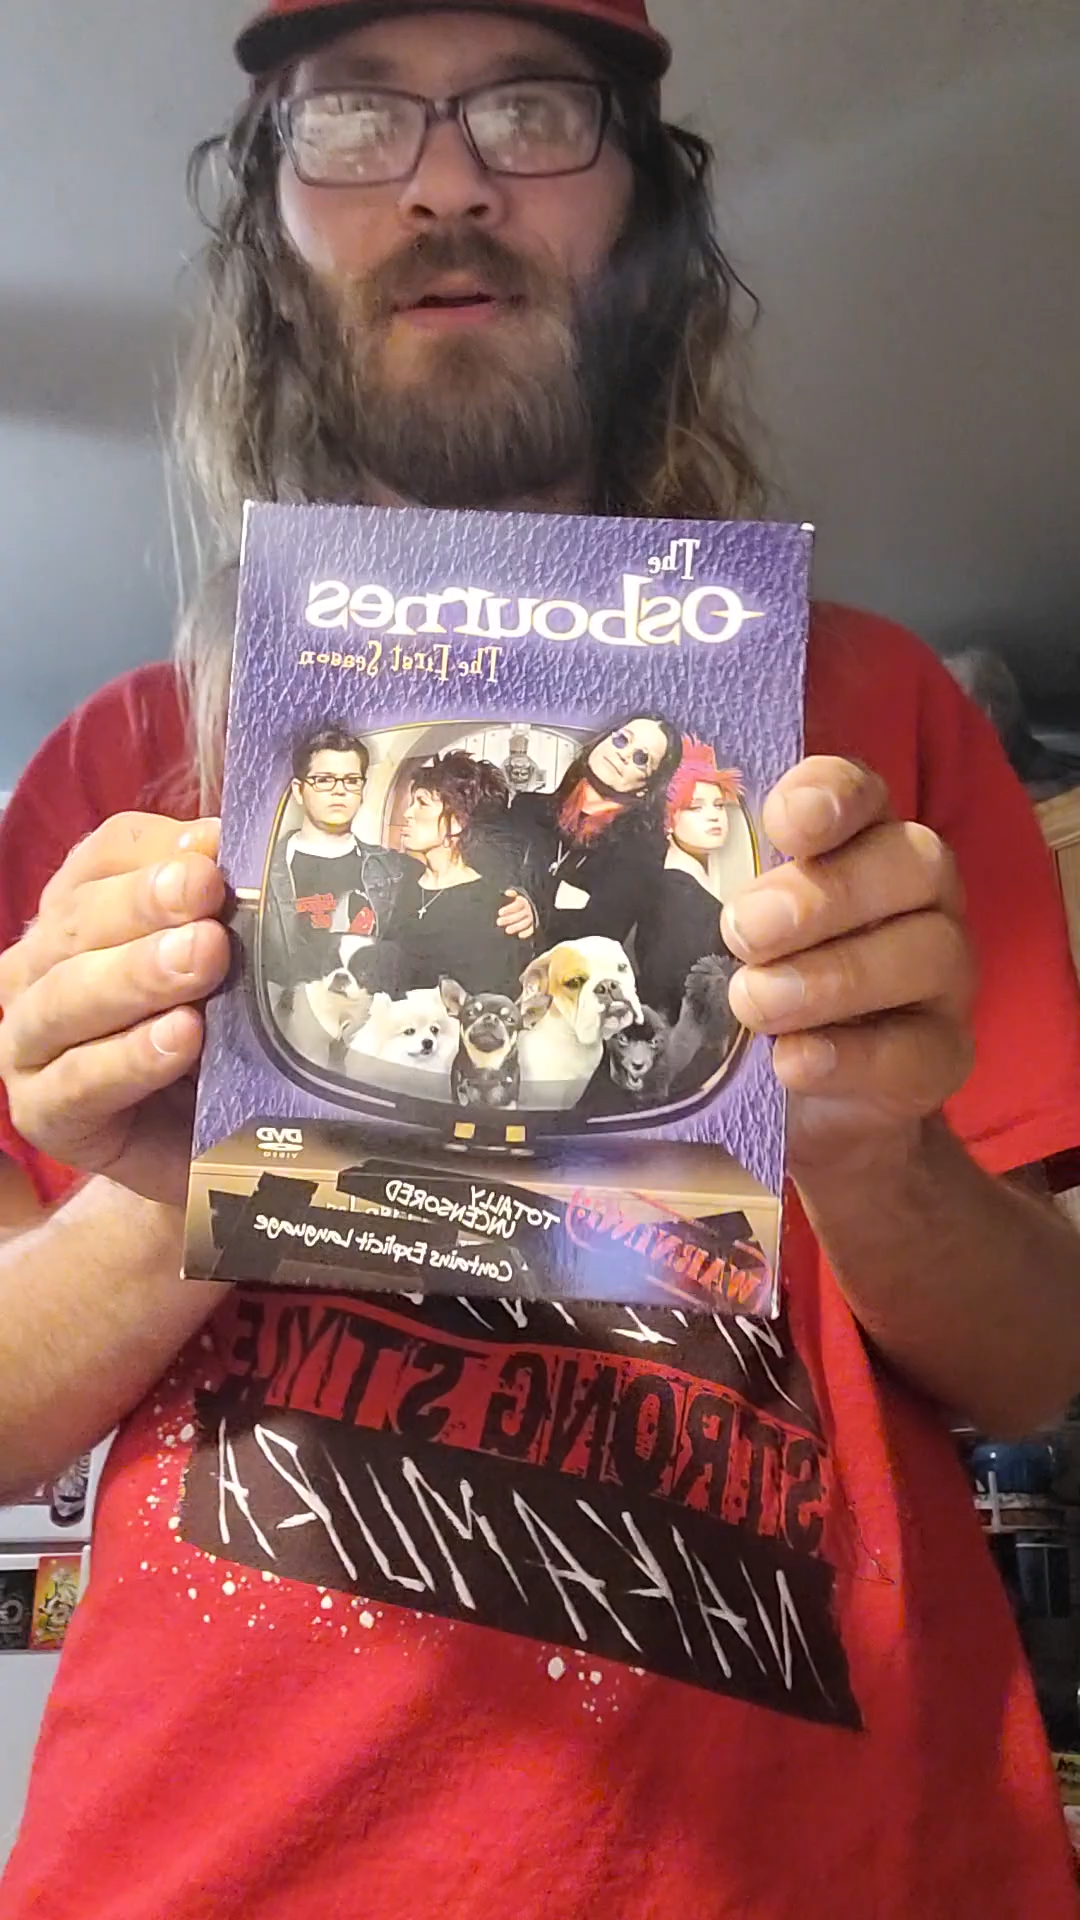 The
Osbournes
The First Season
DVD
VIDEO
WARNING
TOTALLY
UNCENSORED
Contains Explicit Language
STRONG STYLE
NAKAMURA